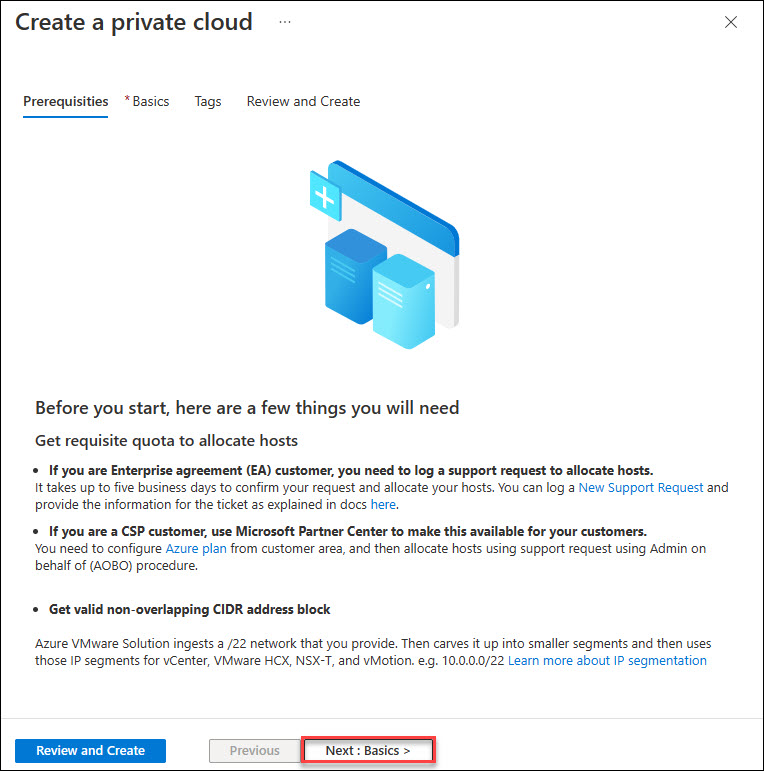 Create a private cloud ...
Prerequisities * Basics Tags Review and Create
Before you start, here are a few things you will need
Get requisite quota to allocate hosts
• If you are Enterprise agreement (EA) customer, you need to log a support request to allocate hosts.
It takes up to five business days to confirm your request and allocate your hosts. You can log a New Support Request and
provide the information for the ticket as explained in docs here.
• If you are a CSP customer, use Microsoft Partner Center to make this available for your customers.
You need to configure Azure plan from customer area, and then allocate hosts using support request using Admin on
behalf of (AOBO) procedure.
• Get valid non-overlapping CIDR address block
Azure VMware Solution ingests a /22 network that you provide. Then carves it up into smaller segments and then uses
those IP segments for vCenter, VMware HCX, NSX-T, and vMotion. e.g. 10.0.0.0/22 Learn more about IP segmentation
Review and Create Previous Next : Basics >